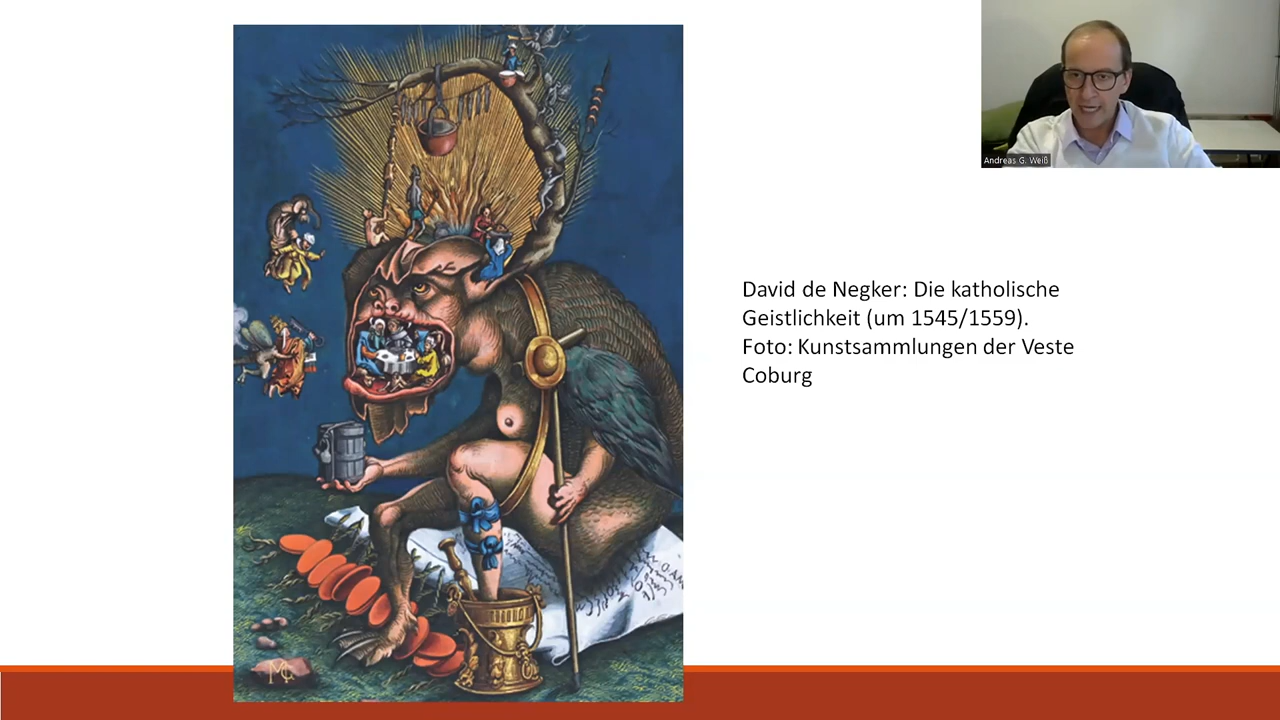 Andreas G. Weiß
David de Negker: Die katholische
Geistlichkeit (um 1545/1559).
Foto: Kunstsammlungen der Veste
Coburg